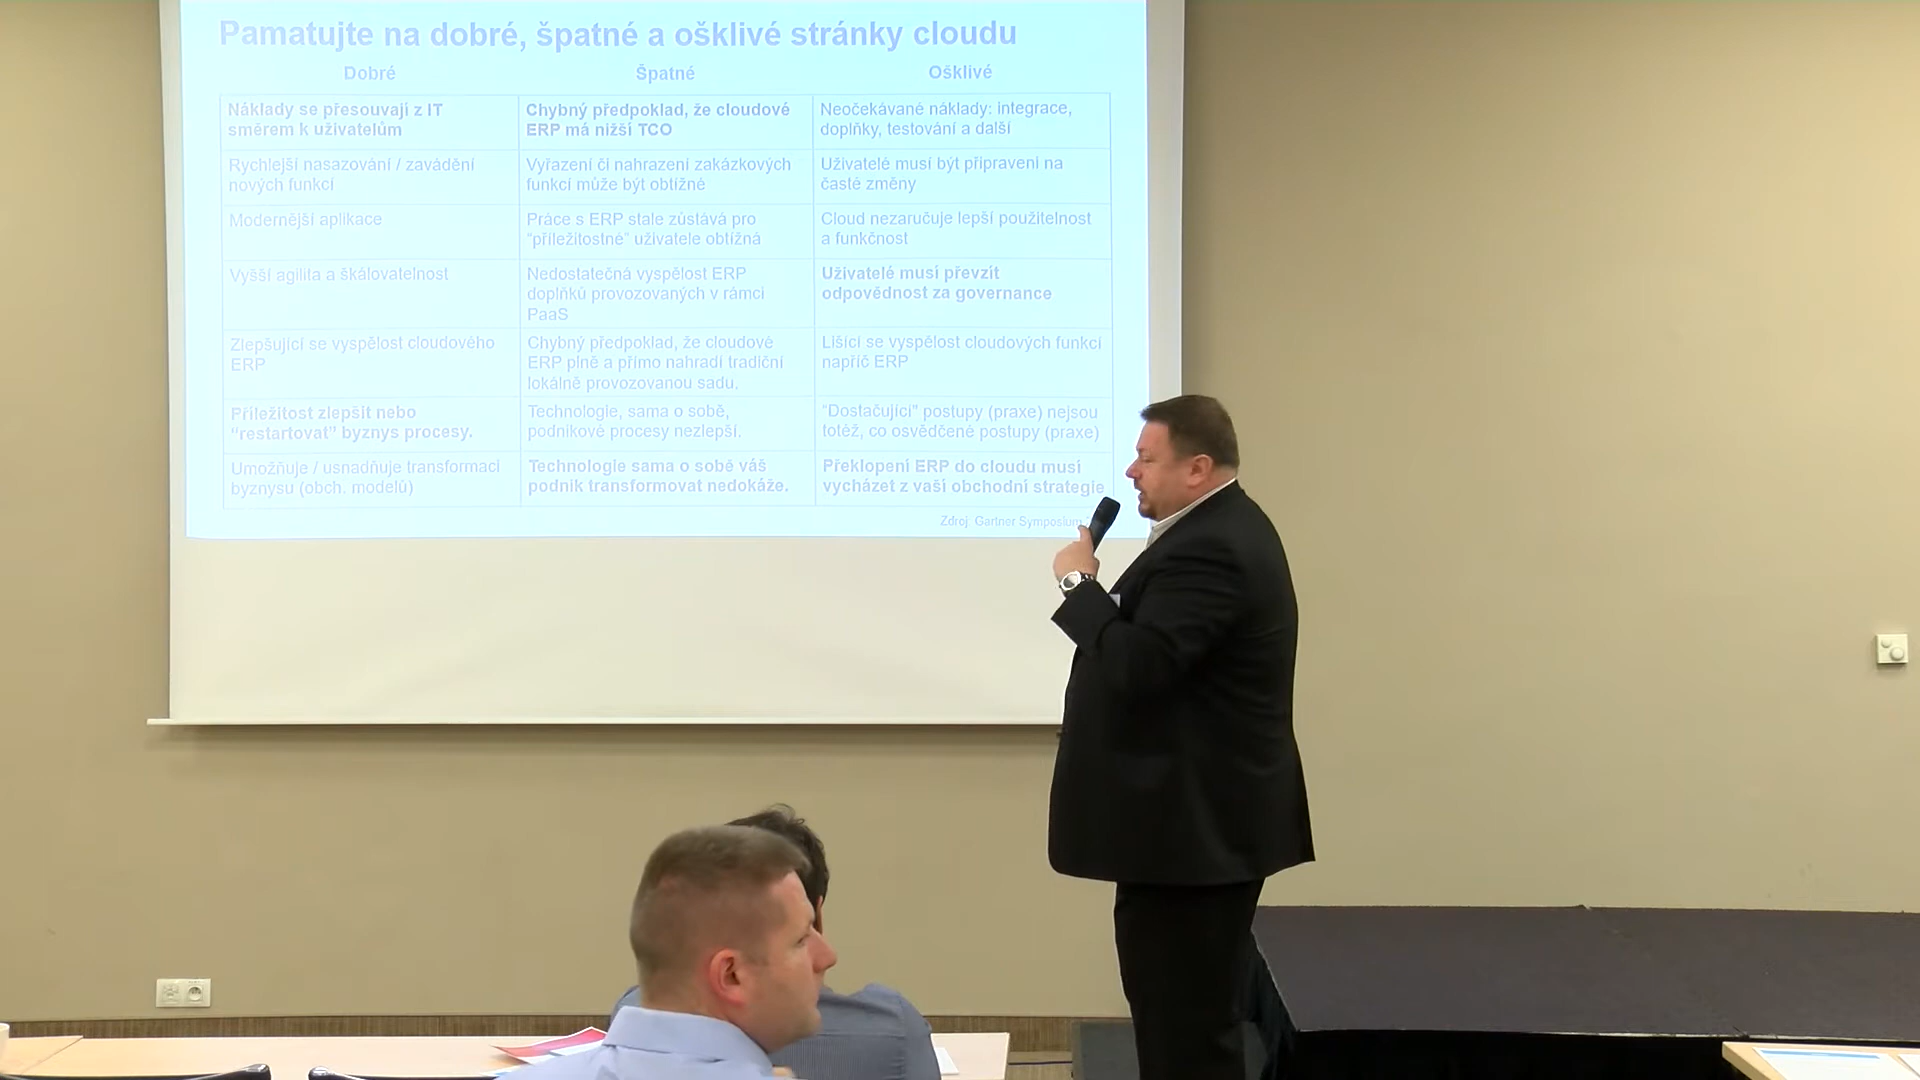 Pamatujte na dobré, špatné a ošklivé stránky cloudu
Dobré
Špatné
Ošklivé
Náklady se přesouvají z IT
směrem k uživatelům
Chybný předpoklad, že cloudové
ERP má nižší TCO
Neočekávané náklady: integrace,
doplňky, testování a další
Rychlejší nasazování / zavádění
nových funkcí
Vyřazení či nahrazení zakázkových
funkcí může být obtížné
Uživatelé musí být připraveni na
časté změny
Modernější aplikace
Práce s ERP stale zůstává pro
“příležitostné” uživatele obtížná
Cloud nezaručuje lepší použitelnost
a funkčnost
Vyšší agilita a škálovatelnost
Nedostatečná vyspělost ERP
doplňků provozovaných v rámci
PaaS
Uživatelé musí převzít
odpovědnost za governance
Zlepšující se vyspělost cloudového
ERP
Chybný předpoklad, že cloudové
ERP plně a přímo nahradí tradiční
lokálně provozovanou sadu.
Lišící se vyspělost cloudových funkcí
napříč ERP
Příležitost zlepšit nebo
“restartovat” byznys procesy.
Technologie, sama o sobě,
podnikové procesy nezlepší.
“Dostačující” postupy (praxe) nejsou
totéž, co osvědčené postupy (praxe)
Umožňuje / usnadňuje transformaci
byznysu (obch. modelů)
Technologie sama o sobě váš
podnik transformovat nedokáže.
Překlopení ERP do cloudu musí
vycházet z vaší obchodní strategie
Zdroj: Gartner Symposium